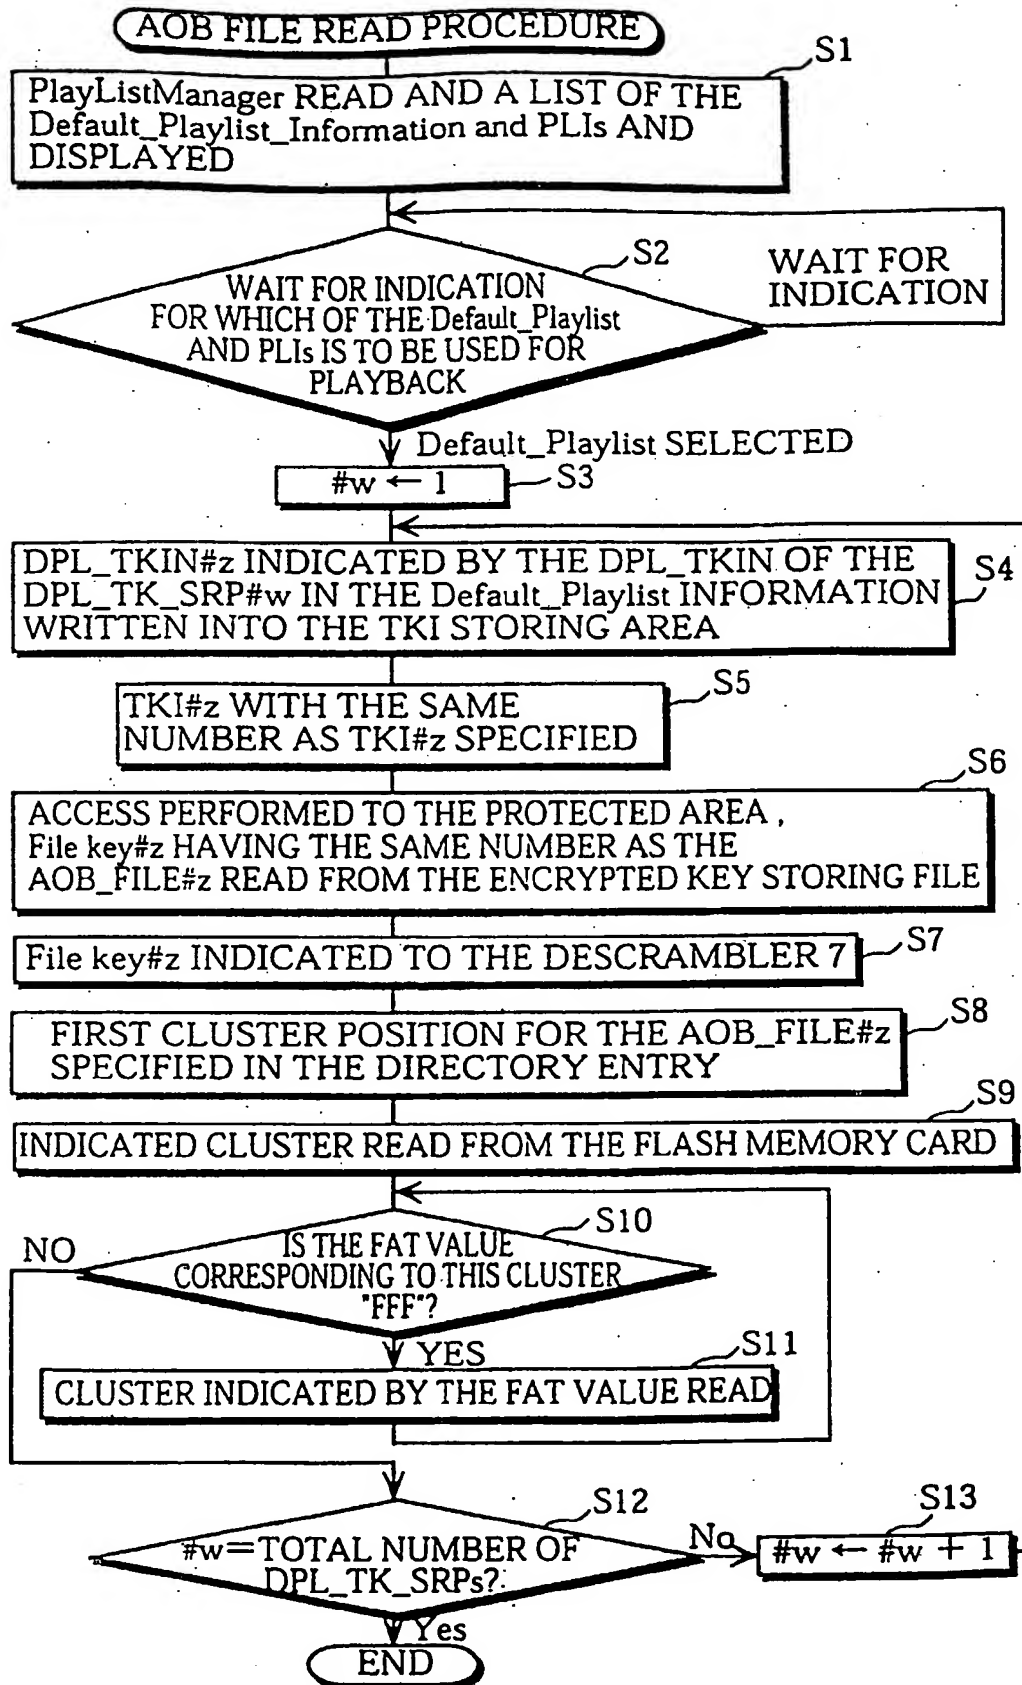 AOB FILE READ PROCEDURE
S1
PlayListManager READ AND A LIST OF THE
Default_Playlist_Information and PLIs AND
DISPLAYED
S2
WAIT FOR INDICATION
FOR WHICH OF THE Default_Playlist
AND PLIs IS TO BE USED FOR
PLAYBACK
WAIT FOR
INDICATION
Default_Playlist SELECTED
#w ← 1
S3
DPL_TKIN#z INDICATED BY THE DPL_TKIN OF THE
DPL_TK_SRP#w IN THE Default_Playlist INFORMATION
WRITTEN INTO THE TKI STORING AREA
S4
S5
TKI#z WITH THE SAME
NUMBER AS TKI#z SPECIFIED
S6
ACCESS PERFORMED TO THE PROTECTED AREA ,
File key#z HAVING THE SAME NUMBER AS THE
AOB_FILE#z READ FROM THE ENCRYPTED KEY STORING FILE
S7
File key#z INDICATED TO THE DESCRAMBLER 7
S8
FIRST CLUSTER POSITION FOR THE AOB_FILE#z
SPECIFIED IN THE DIRECTORY ENTRY
S9
INDICATED CLUSTER READ FROM THE FLASH MEMORY CARD
S10
NO
IS THE FAT VALUE
CORRESPONDING TO THIS CLUSTER
"FFF"?
YES
S11
CLUSTER INDICATED BY THE FAT VALUE READ
S12
#w=TOTAL NUMBER OF
DPL_TK_SRPs?
No
S13
#w ← #w + 1
Yes
END